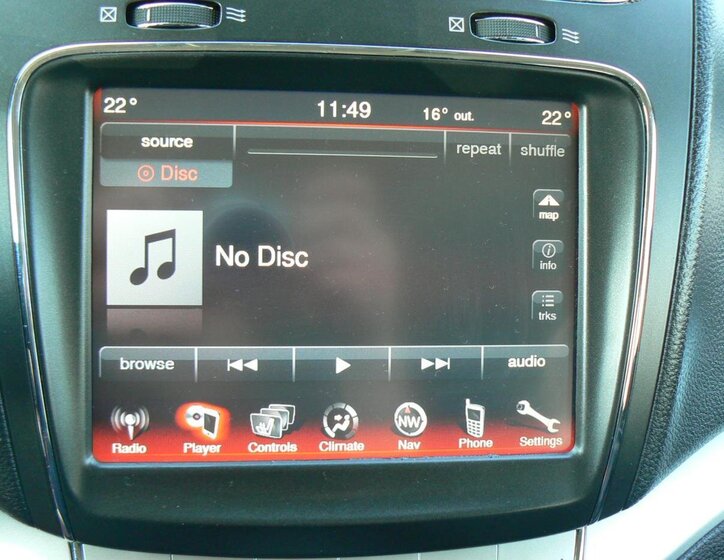 22° 11:49 16° out. 22°
source repeat shuffle
Disc
map
No Disc
info
trks
browse audio
NW
Radio Player Controls Climate Nav Phone Settings